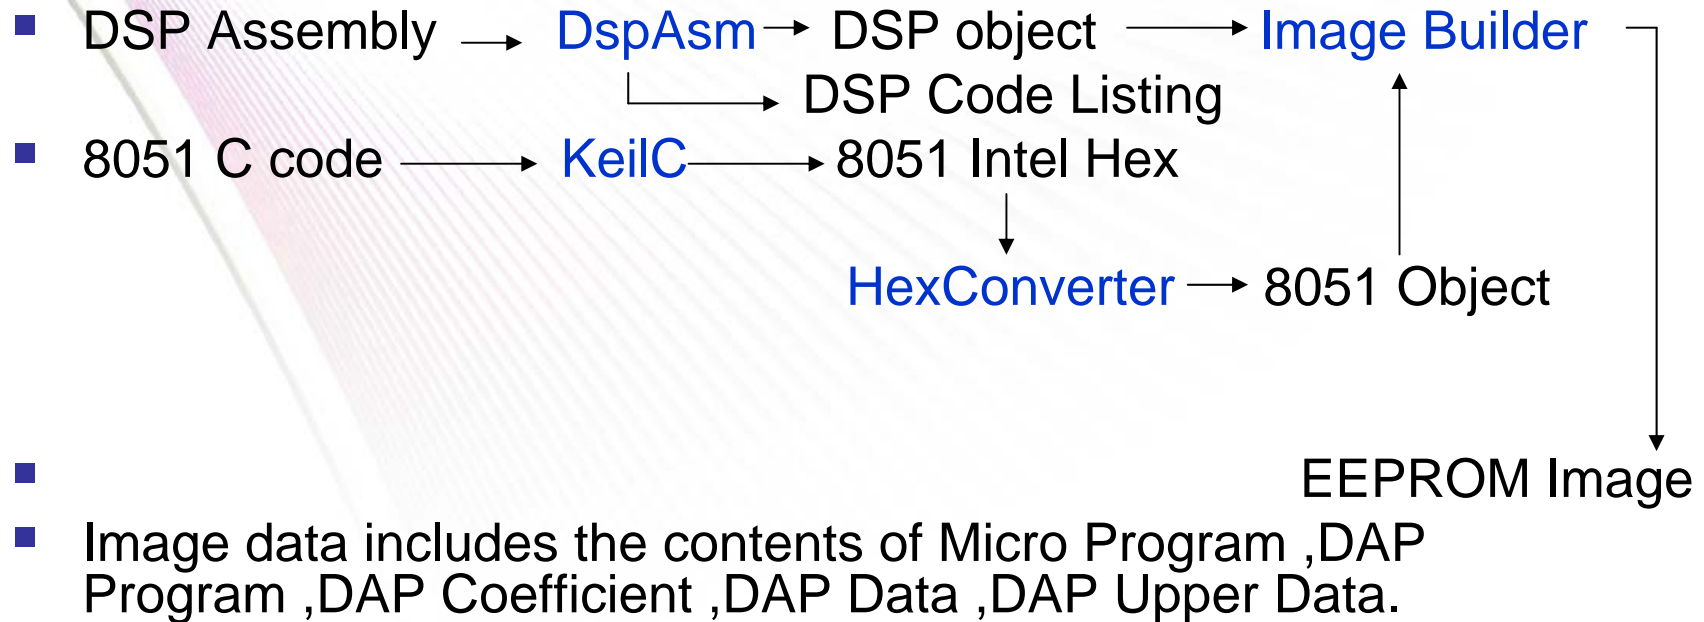 DSP Assembly DspAsm DSP object Image Builder
DSP Code Listing
8051 C code KeilC 8051 Intel Hex
HexConverter 8051 Object
EEPROM Image
Image data includes the contents of Micro Program ,DAP
Program ,DAP Coefficient ,DAP Data ,DAP Upper Data.